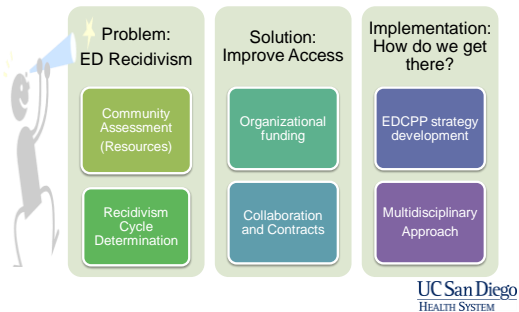 Problem:
ED Recidivism
Community
Assessment
(Resources)
Recidivism
Cycle
Determination
Solution:
Improve Access
Organizational
funding
Collaboration
and Contracts
Implementation:
How do we get
there?
EDCPP strategy
development
Multidisciplinary
Approach
UC San Diego
HEALTH SYSTEM